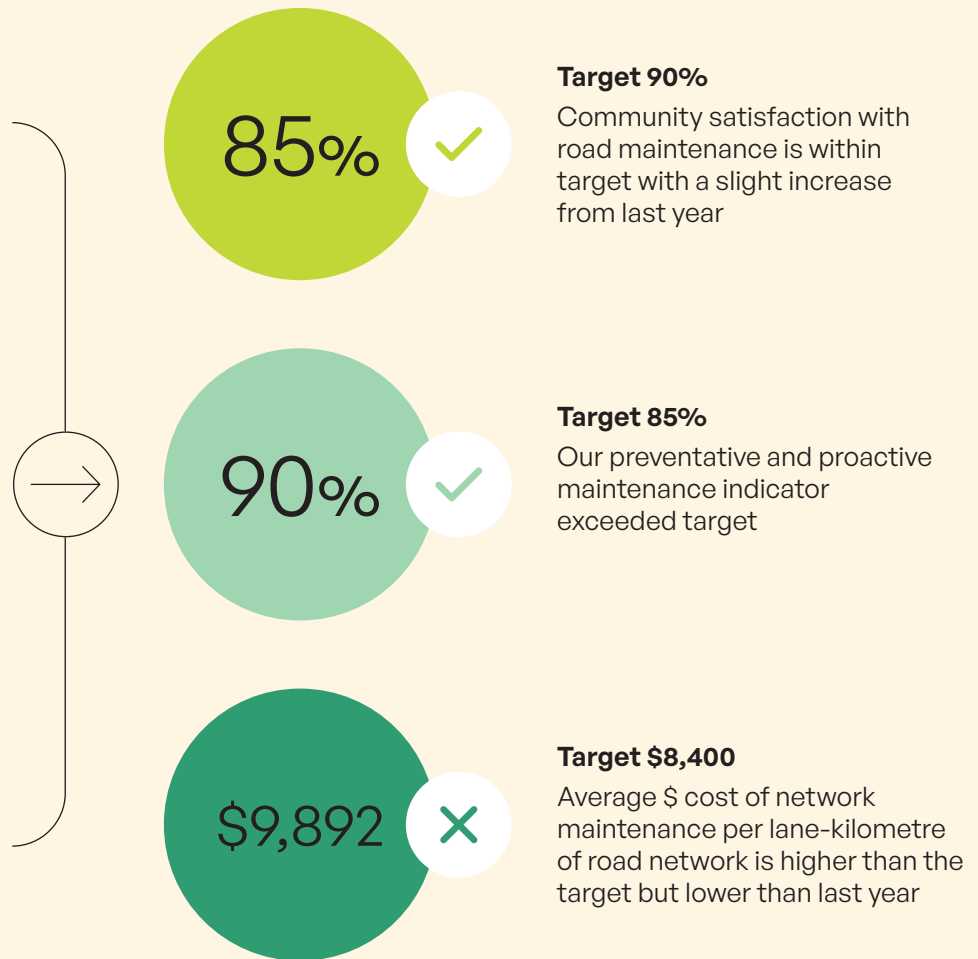 85%
Target 90%
Community satisfaction with
road maintenance is within
target with a slight increase
from last year
90%
Target 85%
Our preventative and proactive
maintenance indicator
exceeded target
$9,892
Target $8,400
Average $ cost of network
maintenance per lane-kilometre
of road network is higher than the
target but lower than last year